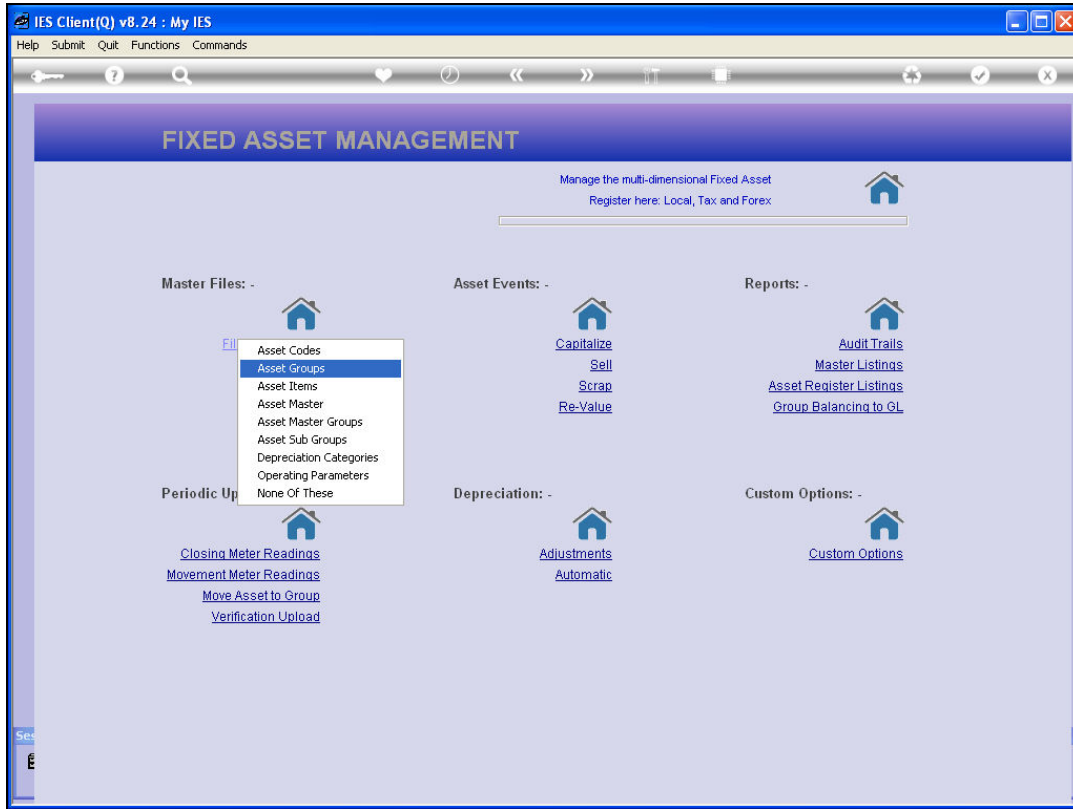 IES Client(Q) v8.24 : My IES
Help Submit Quit Functions Commands
FIXED ASSET MANAGEMENT
Manage the multi-dimensional Fixed Asset
Register here: Local, Tax and Forex
Master Files: -
Asset Codes
Asset Groups
Asset Items
Asset Master
Asset Master Groups
Asset Sub Groups
Depreciation Categories
Operating Parameters
None Of These
Asset Events: -
Capitalize
Sell
Scrap
Re-Value
Reports: -
Audit Trails
Master Listings
Asset Register Listings
Group Balancing to GL
Periodic Up
Closing Meter Readings
Movement Meter Readings
Move Asset to Group
Verification Upload
Depreciation: -
Adjustments
Automatic
Custom Options: -
Custom Options